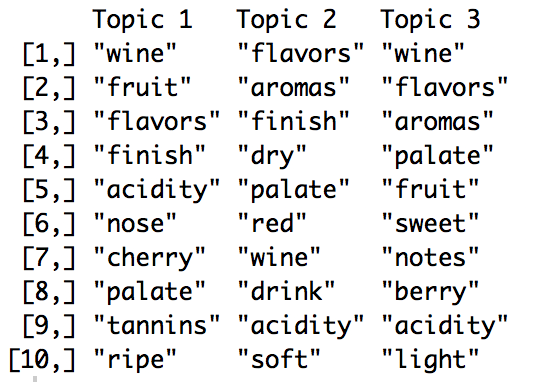 Topic 1 Topic 2 Topic 3
[1,] "wine" "flavors" "wine"
[2,] "fruit" "aromas" "flavors"
[3,] "flavors" "finish" "aromas"
[4,] "finish" "dry" "palate"
[5,] "acidity" "palate" "fruit"
[6,] "nose" "red" "sweet"
[7,] "cherry" "wine" "notes"
[8,] "palate" "drink" "berry"
[9,] "tannins" "acidity" "acidity"
[10,] "ripe" "soft" "light"